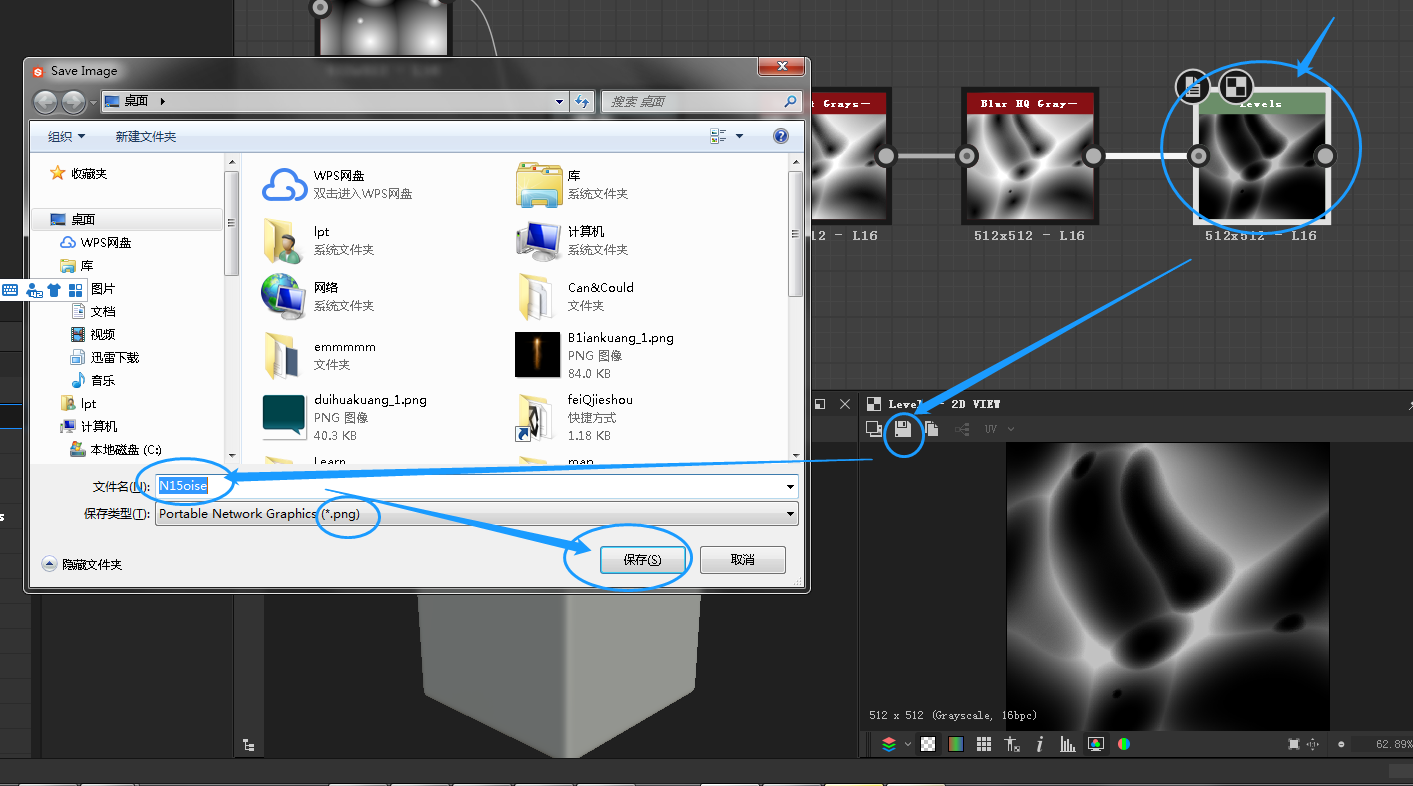 512x512 - L16
Save Image
桌面
搜索 桌面
组织
新建文件夹
收藏夹
桌面
WPS网盘
库
图片
文档
视频
迅雷下载
音乐
lpt
计算机
本地磁盘 (C:)
WPS网盘
双击进入WPS网盘
库
系统文件夹
lpt
系统文件夹
计算机
系统文件夹
网络
系统文件夹
Can&Could
文件夹
emmmmm
文件夹
B1iankuang_1.png
PNG 图像
84.0 KB
duihuakuang_1.png
PNG 图像
40.3 KB
feiQjieshou
快捷方式
1.18 KB
Learn
map
文件名(N):
N15oise
保存类型(T):
Portable Network Graphics (*.png)
隐藏文件夹
保存(S)
取消
t Grays—
12 - L16
Blur HQ Gray—
512x512 - L16
Levels
512x512 - L16
Levels - 2D VIEW
UV
512 x 512 (Grayscale, 16bpc)
62.89%